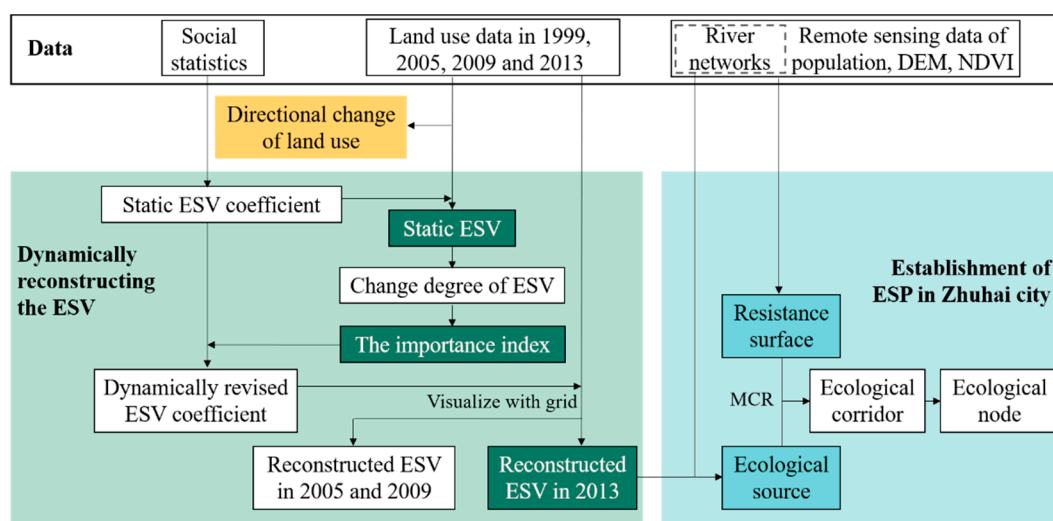 Data
Social
statistics
Land use data in 1999,
2005, 2009 and 2013
River
networks
Remote sensing data of
population, DEM, NDVI
Directional change
of land use
Static ESV coefficient
Static ESV
Dynamically
reconstructing
the ESV
Change degree of ESV
Establishment of
ESP in Zhuhai city
The importance index
Resistance
surface
Dynamically revised
ESV coefficient
Visualize with grid
MCR
Ecological
corridor
Ecological
node
Reconstructed ESV
in 2005 and 2009
Reconstructed
ESV in 2013
Ecological
source